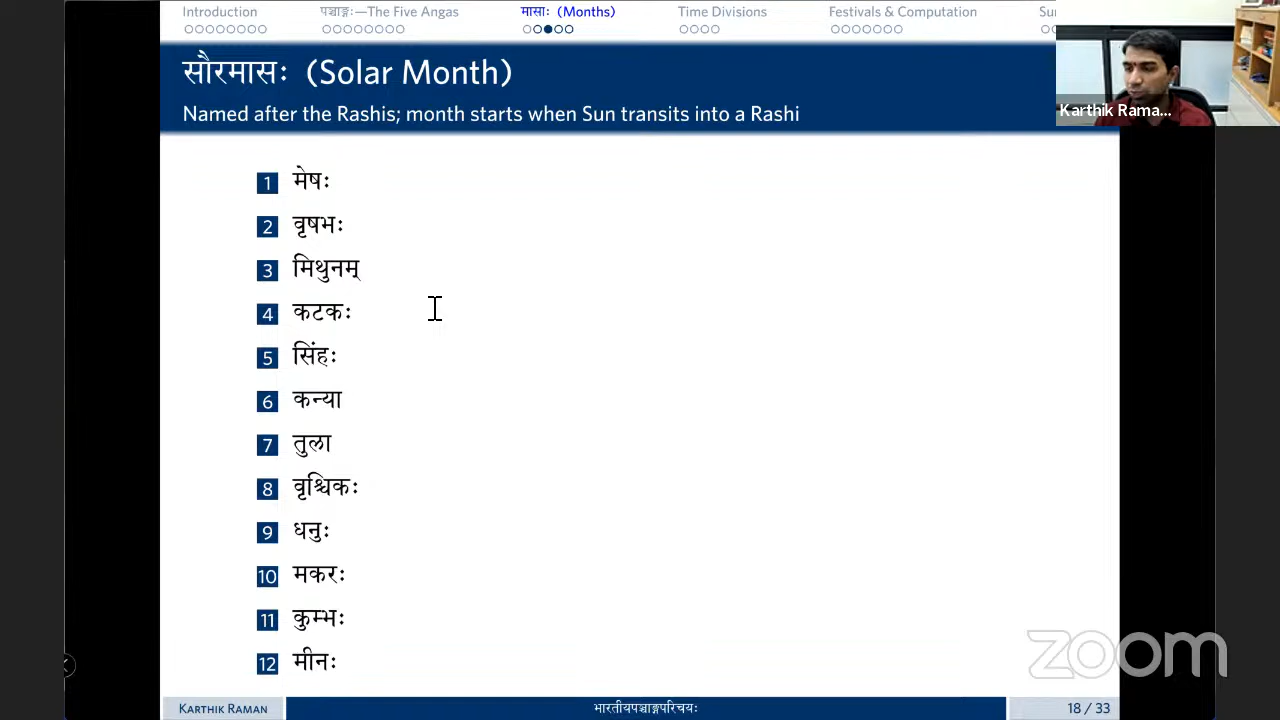 Introduction
पञ्चाङ्गः—The Five Angas
मासाः (Months)
Time Divisions
Festivals & Computation
सौरमासः (Solar Month)
Named after the Rashis; month starts when Sun transits into a Rashi
Karthik Rama...
1 मेषः
2 वृषभः
3 मिथुनम्
4 कटकः
5 सिंहः
6 कन्या
7 तुला
8 वृश्चिकः
9 धनुः
10 मकरः
11 कुम्भः
12 मीनः
zoom
KARTHIK RAMAN
भारतीयपञ्चाङ्गपरिचयः
18 / 33